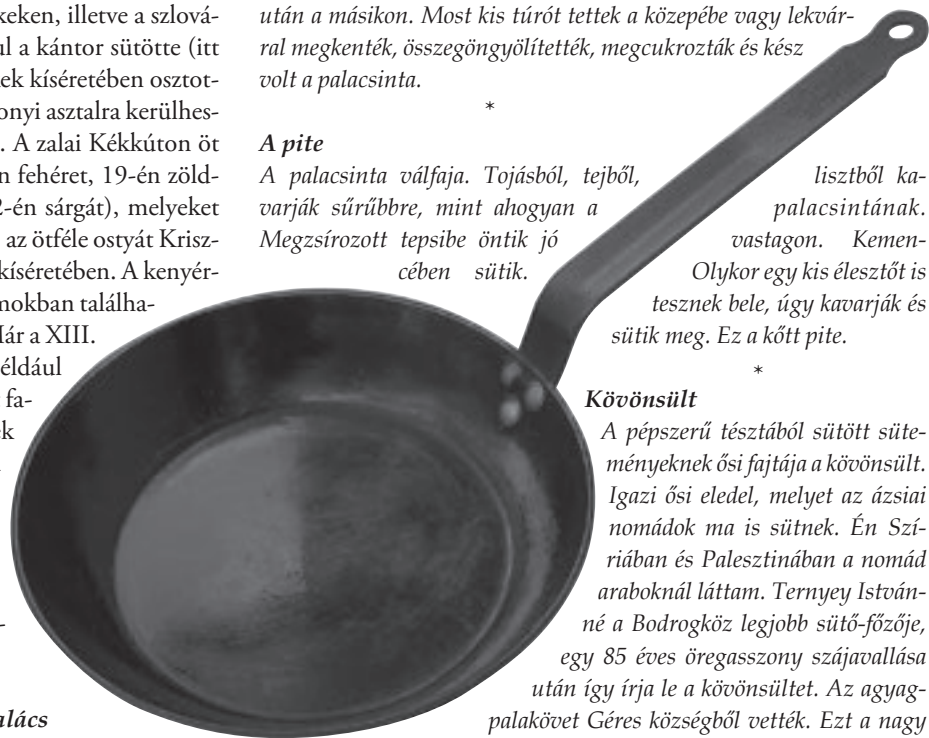 keken, illetve a szlová-
ul a kántor sütötte (itt
ek kíséretében osztot-
onyi asztalra kerülhes-
. A zalai Kékkúton öt
n fehéret, 19-én zöld-
2-én sárgát), melyeket
az ötféle ostyát Krisz-
kíséretében. A kenyér-
mokban találha-
ár a XIII.
éldául
fa-
ek
-
alács
után a másikon. Most kis túrót tettek a közepébe vagy lekvár-
ral megkenték, összegöngyölítették, megcukrozták és kész
volt a palacsinta.
*
A pite
A palacsinta válfaja. Tojásból, tejből, lisztből ka-
varják sűrűbbre, mint ahogyan a palacsintának.
Megzsírozott tepsibe öntik jó vastagon. Kemen-
cében sütik. Olykor egy kis élesztőt is
tesznek bele, úgy kavarják és
sütik meg. Ez a kőtt pite.
*
Kövönsült
A pépszerű tésztából sütött süte-
ményeknek ősi fajtája a kövönsült.
Igazi ősi eledel, melyet az ázsiai
nomádok ma is sütnek. Én Szí-
riában és Palesztinában a nomád
araboknál láttam. Ternyey István-
né a Bodrogköz legjobb sütő-főzője,
egy 85 éves öregasszony szájavallása
után így írja le a kövönsültet. Az agyag-
palakövet Géres községből vették. Ezt a nagy